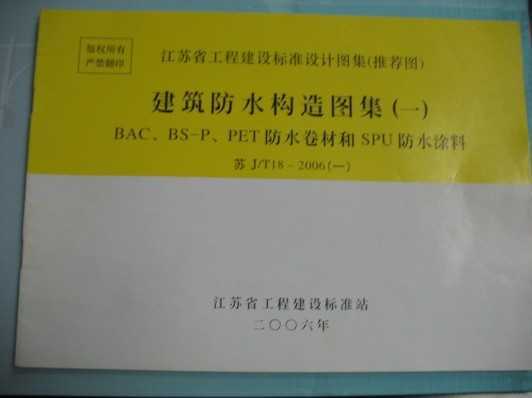 版权所有
严禁翻印
江苏省工程建设标准设计图集(推荐图)
建筑防水构造图集(一)
BAC、BS-P、PET防水卷材和SPU防水涂料
苏 J/T18-2006(一)
江苏省工程建设标准站
二〇〇六年